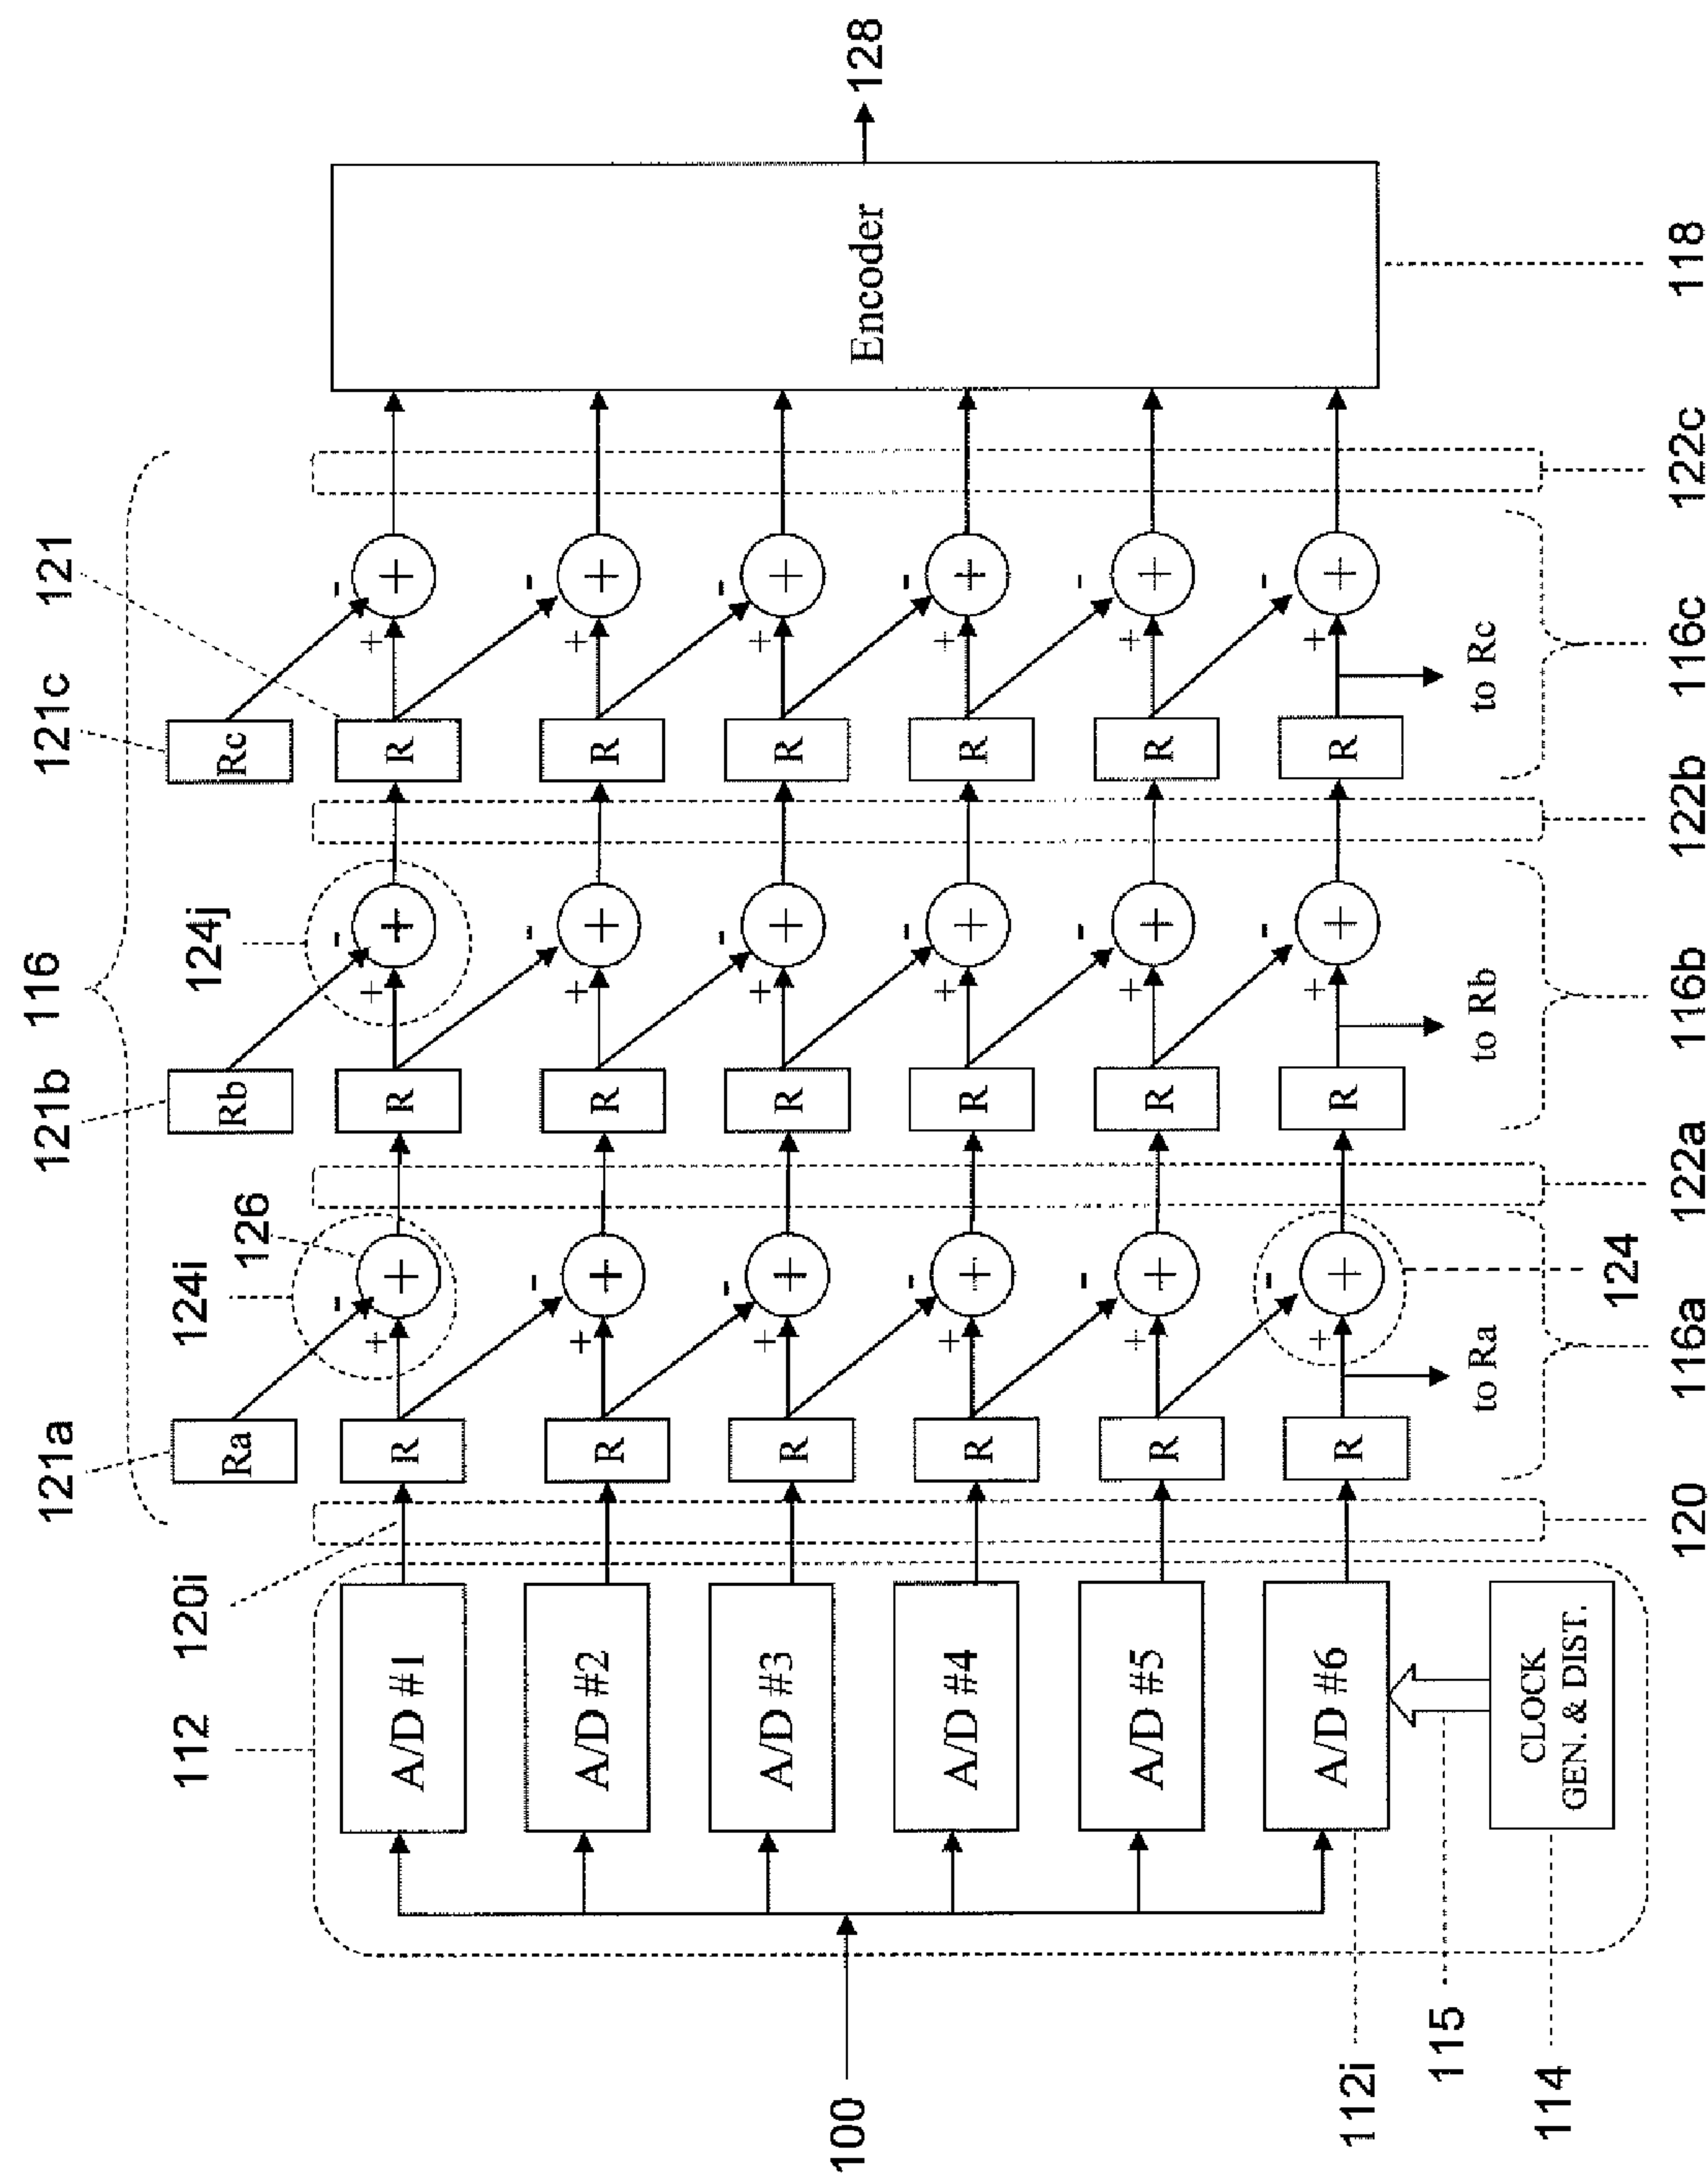 116
121a
121b
121c
121
124i
126
124j
112
120i
Ra
Rb
Rc
-
-
-
+
+
+
+
+
+
A/D #1
R
R
R
-
-
-
+
+
+
+
+
+
A/D #2
R
R
R
-
-
-
+
+
+
+
+
+
A/D #3
R
R
R
Encoder
128
100
-
-
-
+
+
+
+
+
+
A/D #4
R
R
R
-
-
-
+
+
+
+
+
+
A/D #5
R
R
R
-
-
-
+
+
+
+
+
+
A/D #6
R
R
R
CLOCK
GEN. & DIST.
to Ra
to Rb
to Rc
112i
115
114
124
120
116a
122a
116b
122b
116c
122c
118